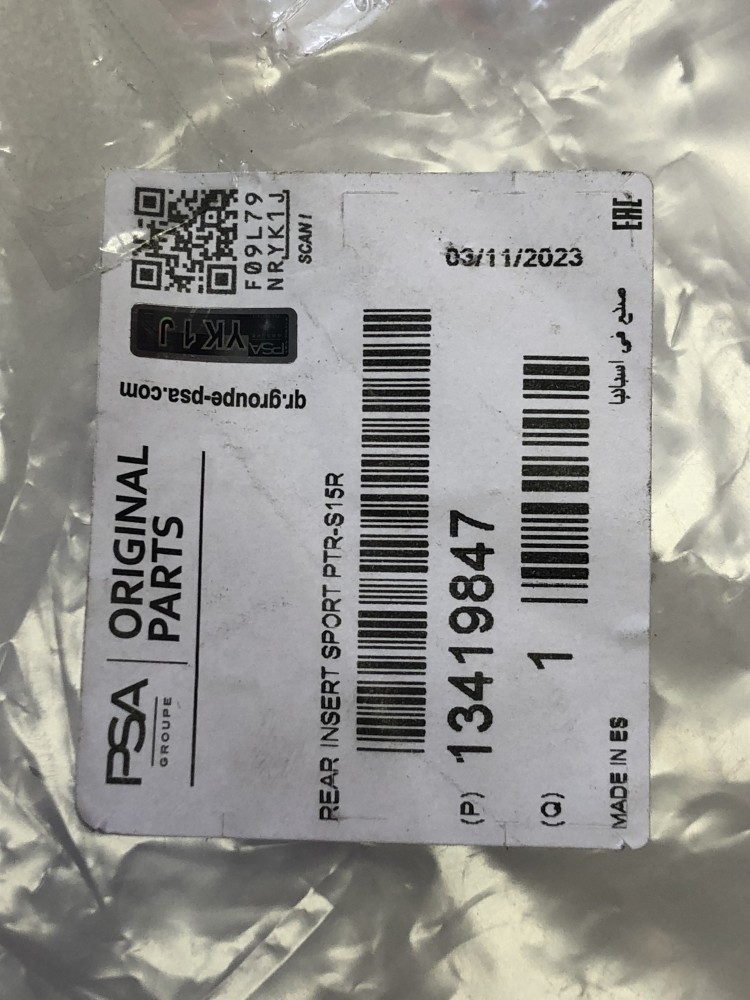 PSA
GROUPE
ORIGINAL
PARTS
qr.groupe-psa.com
YK1J
PSA
F09L79
NRYK1J
SCAN!
REAR INSERT SPORT PTR-S15R
03/11/2023
(P) 13419847
(Q) 1
MADE IN ES
صنع في اسبانيا
EAC